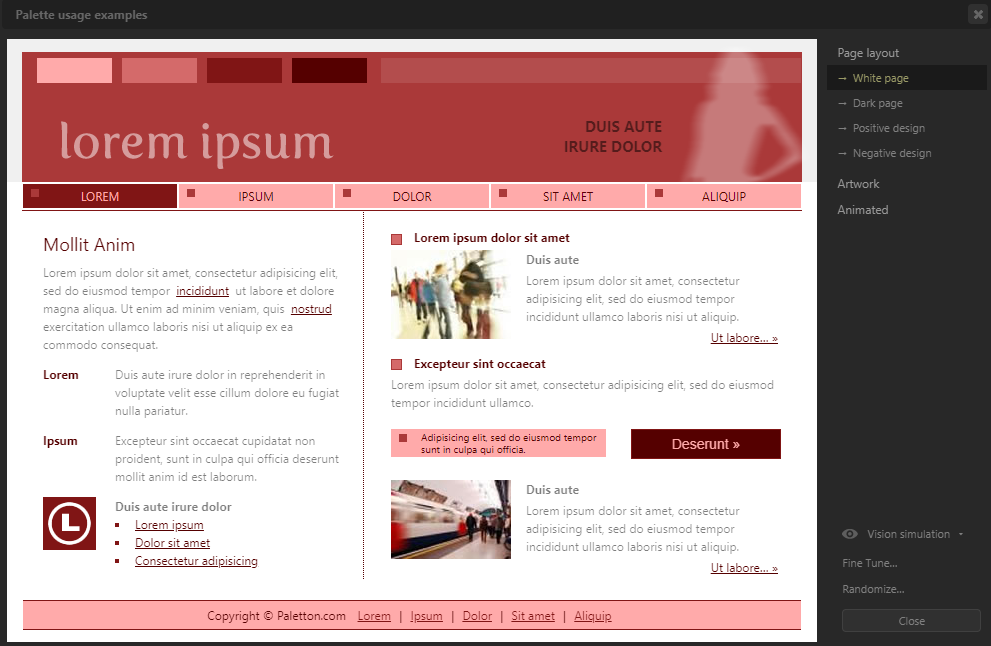 Palette usage examples
lorem ipsum
DUIS AUTE
IRURE DOLOR
LOREM IPSUM DOLOR SIT AMET ALIQUIP
Mollit Anim
Lorem ipsum dolor sit amet, consectetur adipisicing elit,
sed do eiusmod tempor incididunt ut labore et dolore
magna aliqua. Ut enim ad minim veniam, quis nostrud
exercitation ullamco laboris nisi ut aliquip ex ea
commodo consequat.
Lorem
Duis aute irure dolor in reprehenderit in
voluptate velit esse cillum dolore eu fugiat
nulla pariatur.
Ipsum
Excepteur sint occaecat cupidatat non
proident, sunt in culpa qui officia deserunt
mollit anim id est laborum.
Duis aute irure dolor
Lorem ipsum
Dolor sit amet
Consectetur adipisicing
Lorem ipsum dolor sit amet
Duis aute
Lorem ipsum dolor sit amet,
consectetur adipisicing elit, sed do eiusmod tempor
incididunt ut labore et dolore
Ut labore... »
Excepteur sint occaecat
Lorem ipsum dolor sit amet, consectetur adipisicing elit, sed do eiusmod
tempor incididunt ullamco.
Adipisicing elit, sed do eiusmod tempor
sunt in culpa qui officia.
Deserunt »
Duis aute
Lorem ipsum dolor sit amet, consectetur
adipisicing elit, sed do eiusmod tempor
incididunt ut ullamco laboris nisi ut aliquip.
Ut labore... »
Copyright © Paletton.com Lorem | Ipsum | Dolor | Sit amet | Aliquip
Page layout
→ White page
→ Dark page
→ Positive design
→ Negative design
Artwork
Animated
Vision simulation
Fine Tune...
Randomize...
Close